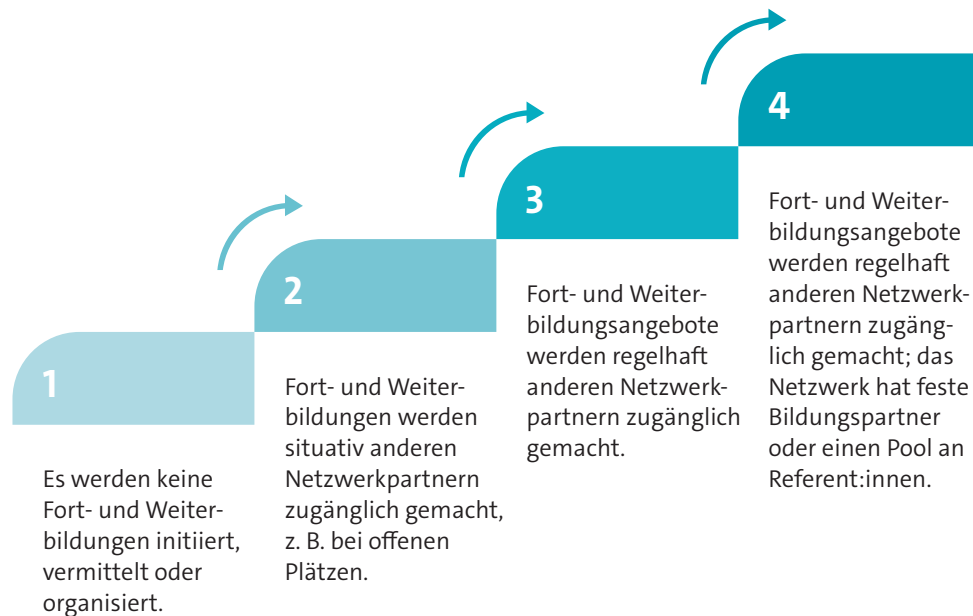 1
Es werden keine
Fort- und Weiter-
bildungen initiiert,
vermittelt oder
organisiert.
2
Fort- und Weiter-
bildungen werden
situativ anderen
Netzwerkpartnern
zugänglich gemacht,
z. B. bei offenen
Plätzen.
3
Fort- und Weiter-
bildungsangebote
werden regelhaft
anderen Netzwerk-
partnern zugänglich
gemacht.
4
Fort- und Weiter-
bildungsangebote
werden regelhaft
anderen Netzwerk-
partnern zugäng-
lich gemacht; das
Netzwerk hat feste
Bildungspartner
oder einen Pool an
Referent:innen.